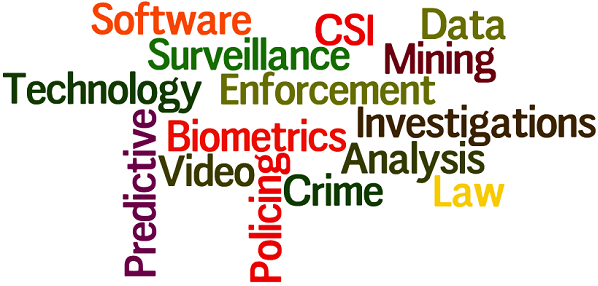 Software
CSI
Data
Surveillance
Mining
Technology
Enforcement
Predictive
Biometrics
Investigations
Video
Policing
Analysis
Crime
Law